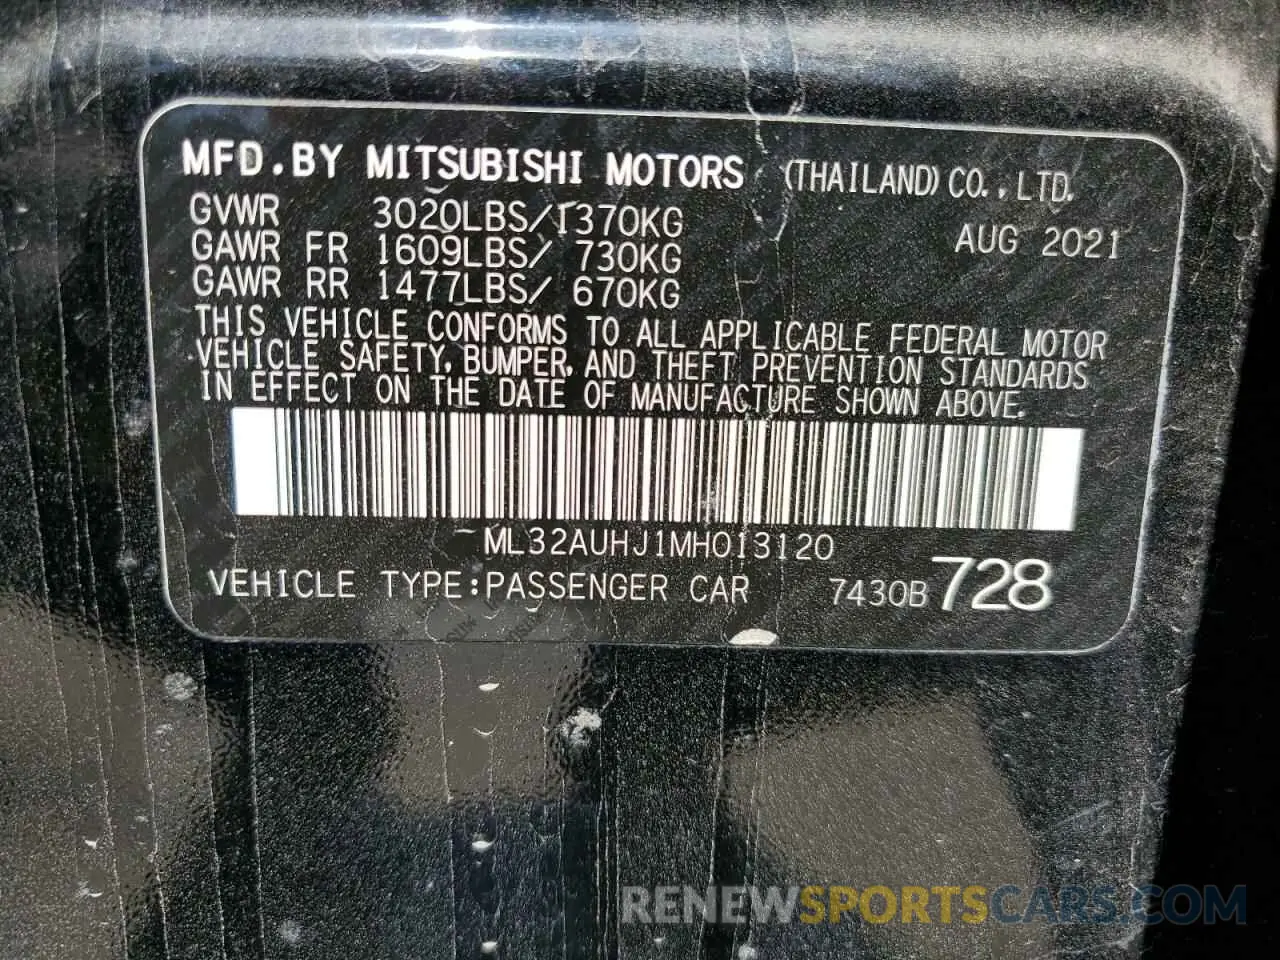 MFD.BY MITSUBISHI MOTORS (THAILAND) CO., LTD.
GVWR 3020LBS/1370KG AUG 2021
GAWR FR 1609LBS/ 730KG
GAWR RR 1477LBS/ 670KG
THIS VEHICLE CONFORMS TO ALL APPLICABLE FEDERAL MOTOR
VEHICLE SAFETY, BUMPER, AND THEFT PREVENTION STANDARDS
IN EFFECT ON THE DATE OF MANUFACTURE SHOWN ABOVE.
ML32AUHJ1MH013120
VEHICLE TYPE:PASSENGER CAR 7430B 728
RENEWSPORTSCARS.COM